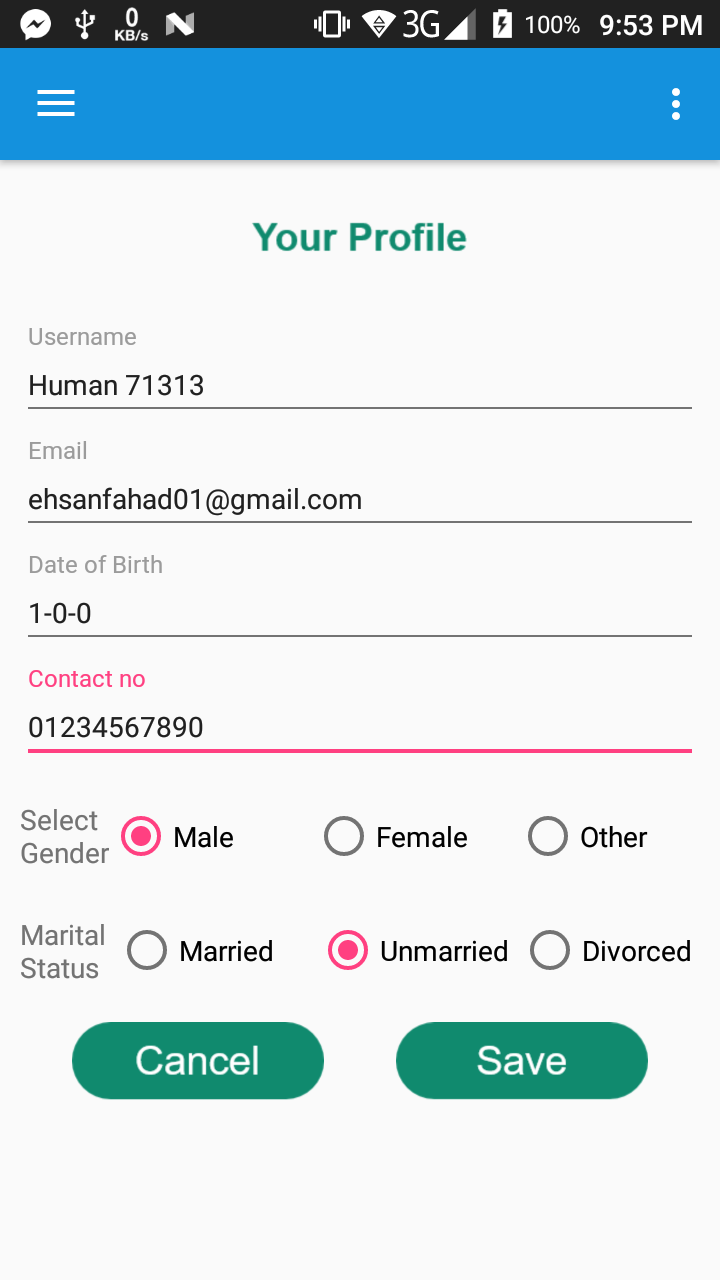 0
KB/s
3G
100%
9:53 PM
Your Profile
Username
Human 71313
Email
ehsanfahad01@gmail.com
Date of Birth
1-0-0
Contact no
01234567890
Select
Gender
Male
Female
Other
Marital
Status
Married
Unmarried
Divorced
Cancel
Save